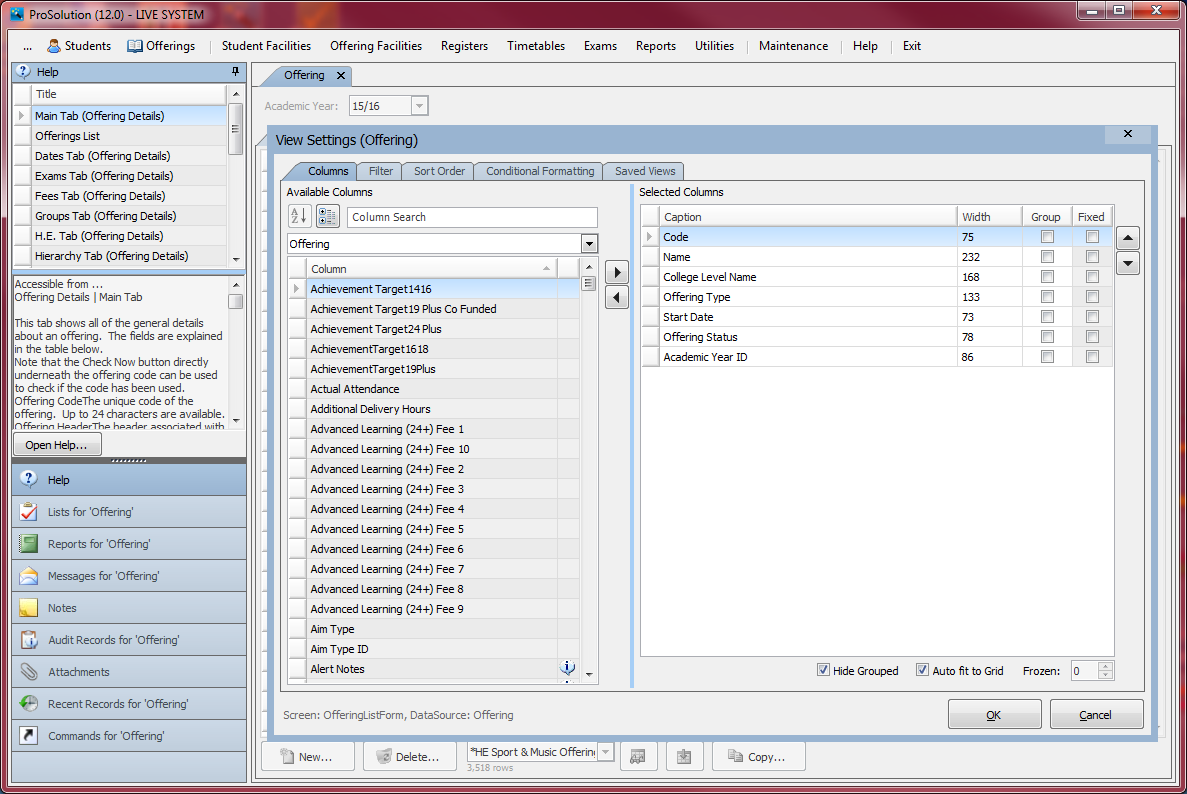 ProSolution (12.0) - LIVE SYSTEM
... Students Offerings Student Facilities Offering Facilities Registers Timetables Exams Reports Utilities Maintenance Help Exit
Help
Title
Main Tab (Offering Details)
Offerings List
Dates Tab (Offering Details)
Exams Tab (Offering Details)
Fees Tab (Offering Details)
Groups Tab (Offering Details)
H.E. Tab (Offering Details)
Hierarchy Tab (Offering Details)
Accessible from ...
Offering Details | Main Tab
This tab shows all of the general details
about an offering. The fields are explained
in the table below.
Note that the Check Now button directly
underneath the offering code can be used
to check if the code has been used.
Offering CodeThe unique code of the
offering. Up to 24 characters are available.
Offering HeaderThe header associated with
Open Help...
Help
Lists for 'Offering'
Reports for 'Offering'
Messages for 'Offering'
Notes
Audit Records for 'Offering'
Attachments
Recent Records for 'Offering'
Commands for 'Offering'
Offering
Academic Year: 15/16
View Settings (Offering)
Columns Filter Sort Order Conditional Formatting Saved Views
Available Columns
A Z
Column Search
Offering
Column
Achievement Target1416
Achievement Target19 Plus Co Funded
Achievement Target24 Plus
AchievementTarget1618
AchievementTarget19Plus
Actual Attendance
Additional Delivery Hours
Advanced Learning (24+) Fee 1
Advanced Learning (24+) Fee 10
Advanced Learning (24+) Fee 2
Advanced Learning (24+) Fee 3
Advanced Learning (24+) Fee 4
Advanced Learning (24+) Fee 5
Advanced Learning (24+) Fee 6
Advanced Learning (24+) Fee 7
Advanced Learning (24+) Fee 8
Advanced Learning (24+) Fee 9
Aim Type
Aim Type ID
Alert Notes
Selected Columns
Caption Width Group Fixed
Code 75
Name 232
College Level Name 168
Offering Type 133
Start Date 73
Offering Status 78
Academic Year ID 86
Hide Grouped Auto fit to Grid Frozen: 0
Screen: OfferingListForm, DataSource: Offering
OK Cancel
New... Delete... *HE Sport & Music Offering Copy...
3,518 rows